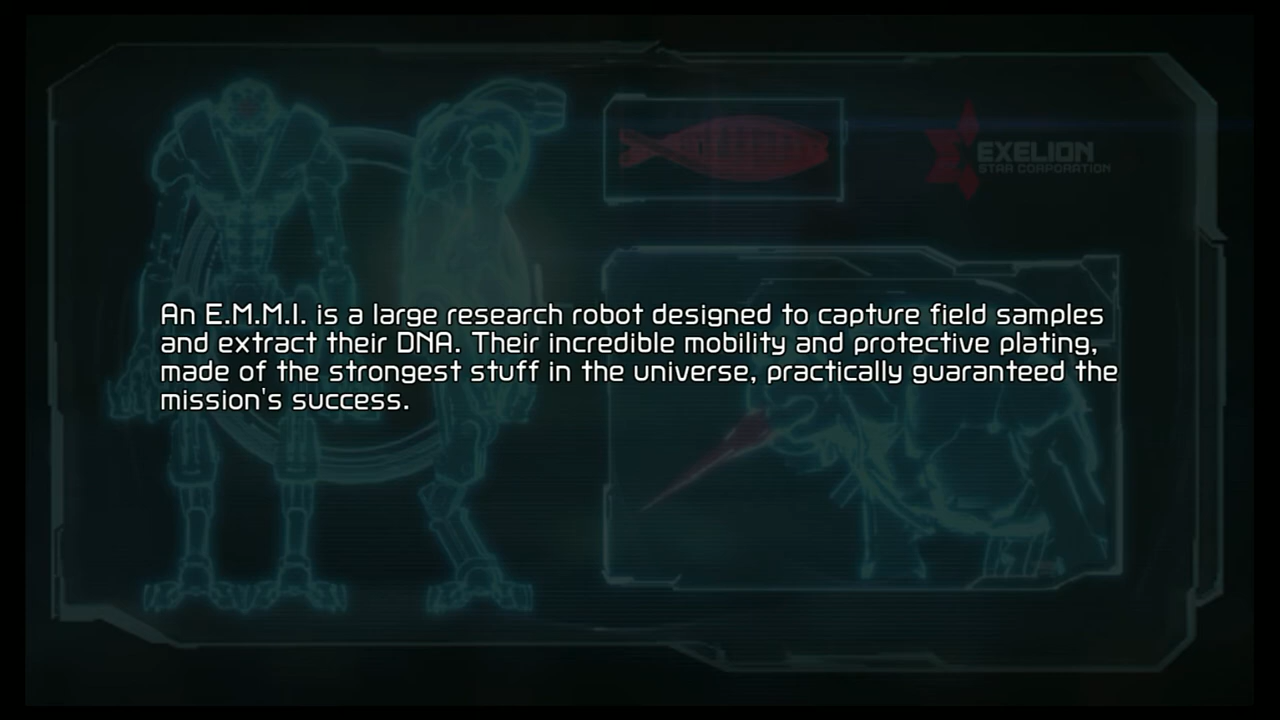 EXELION
STAR CORPORATION
An E.M.M.I. is a large research robot designed to capture field samples
and extract their DNA. Their incredible mobility and protective plating,
made of the strongest stuff in the universe, practically guaranteed the
mission's success.